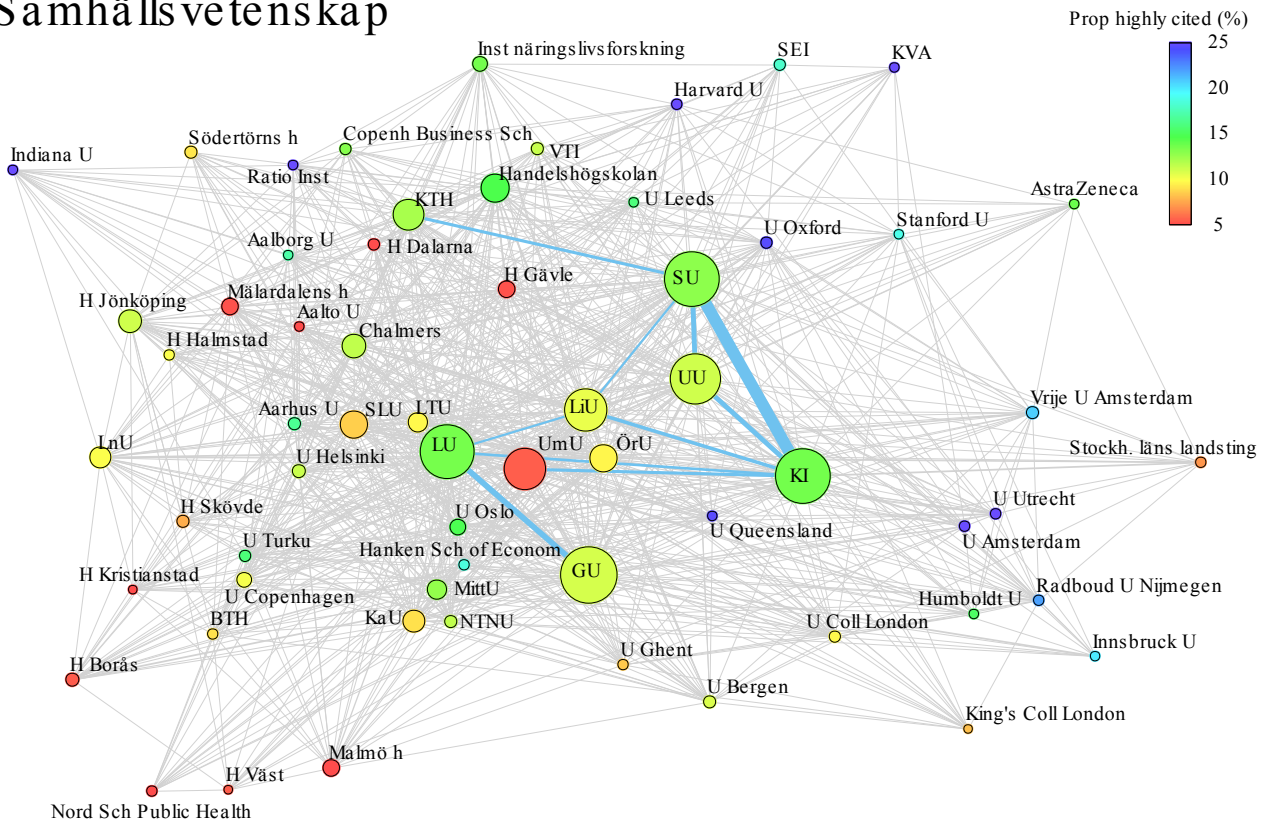 Samhällsvetenskap
Prop highly cited (%)
25
20
15
10
5
Inst näringslivsforskning
SEI
KVA
Harvard U
Södertörns h
Copenh Business Sch
VTI
Indiana U
Ratio Inst
Handelshögskolan
AstraZeneca
KTH
U Leeds
U Oxford
Stanford U
Aalborg U
H Dalarna
SU
H Gävle
H Jönköping
Mälardalens h
Aalto U
Chalmers
H Halmstad
UU
Vrije U Amsterdam
Aarhus U
SLU
LTU
LiU
LnU
LU
UmU
ÖrU
Stockh. läns landsting
U Helsinki
KI
H Skövde
U Oslo
U Queensland
U Utrecht
U Turku
U Amsterdam
Hanken Sch of Econom
GU
H Kristianstad
U Copenhagen
MittU
Radboud U Nijmegen
Humboldt U
BTH
KaU
NTNU
U Coll London
Innsbruck U
U Ghent
H Borås
U Bergen
King's Coll London
Malmö h
H Väst
Nord Sch Public Health